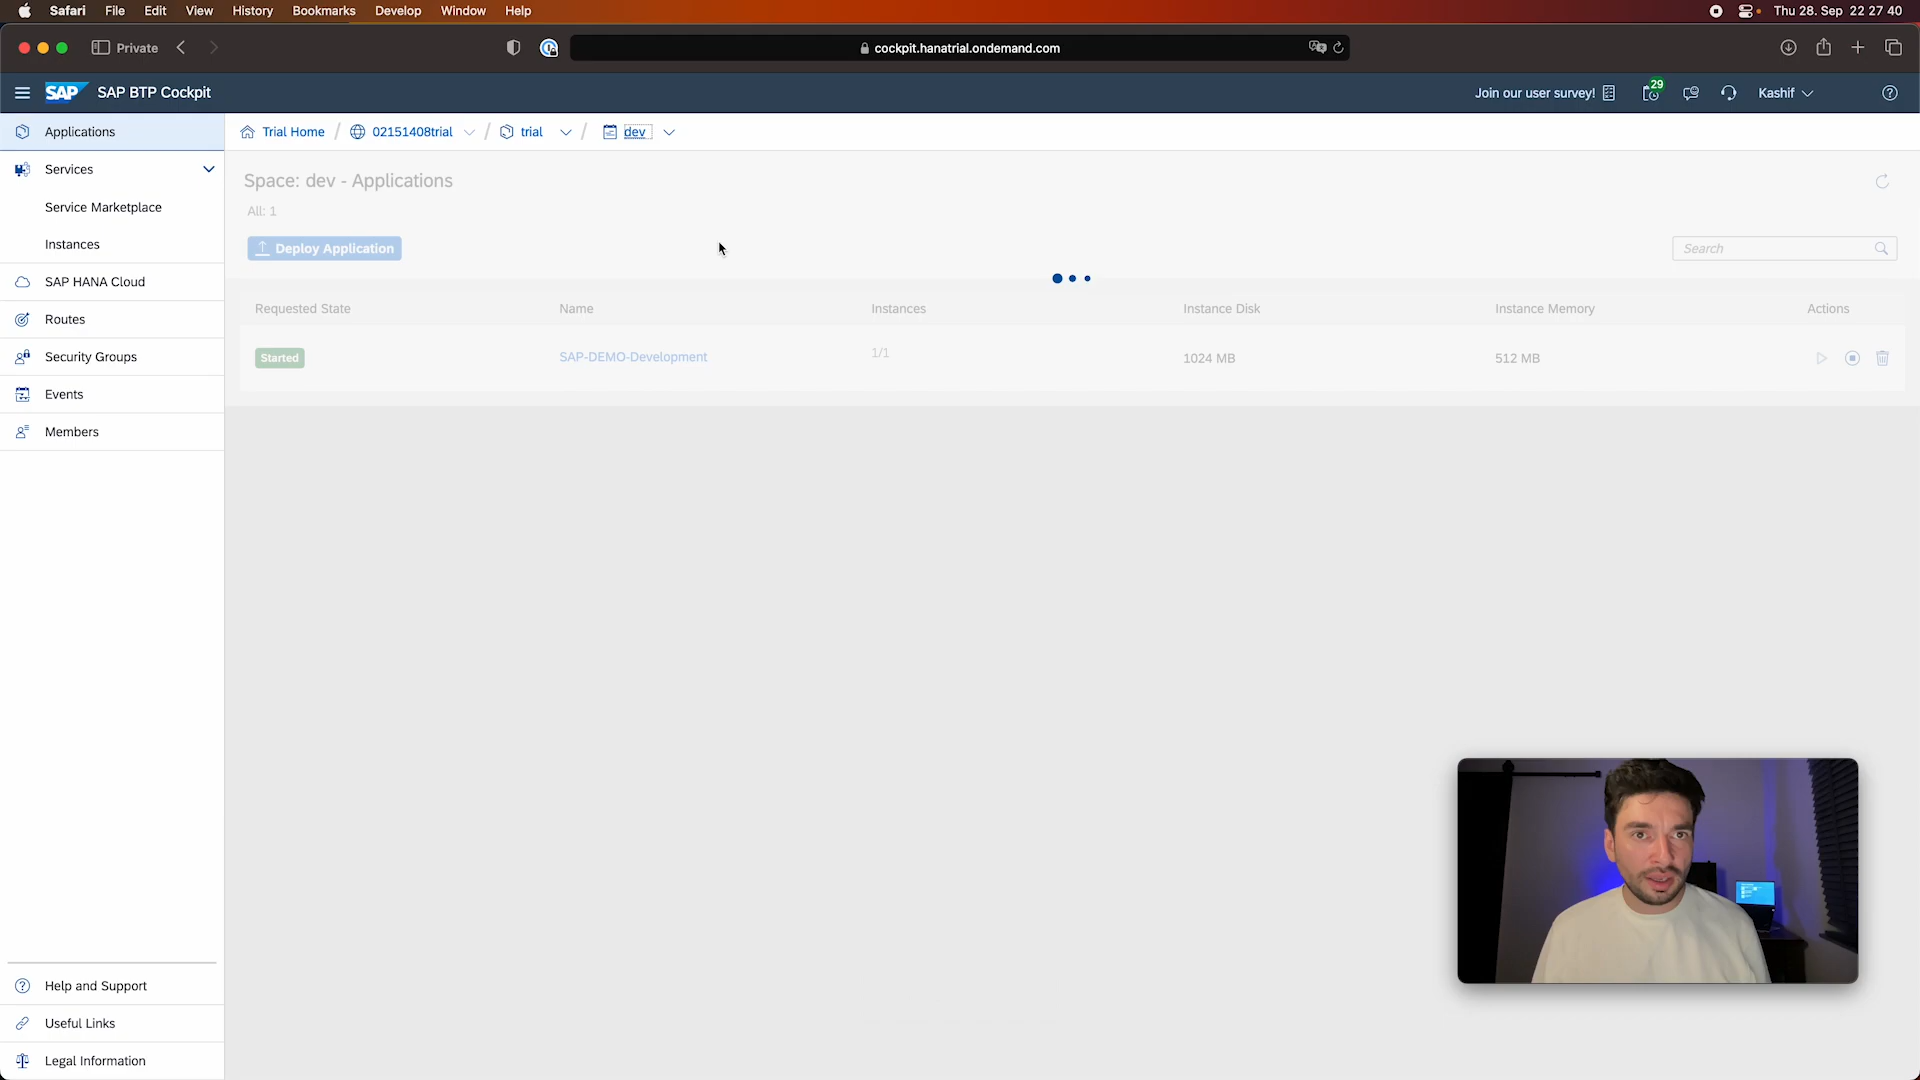 Safari File Edit View History Bookmarks Develop Window Help Thu 28. Sep 22 27 40
Private cockpit.hanatrial.ondemand.com
SAP SAP BTP Cockpit Join our user survey! 29 Kashif
Applications
Services
Service Marketplace
Instances
SAP HANA Cloud
Routes
Security Groups
Events
Members
Help and Support
Useful Links
Legal Information
Trial Home / 02151408trial / trial / dev
Space: dev - Applications
All: 1
Deploy Application Search
Requested State Name Instances Instance Disk Instance Memory Actions
Started SAP-DEMO-Development 1/1 1024 MB 512 MB